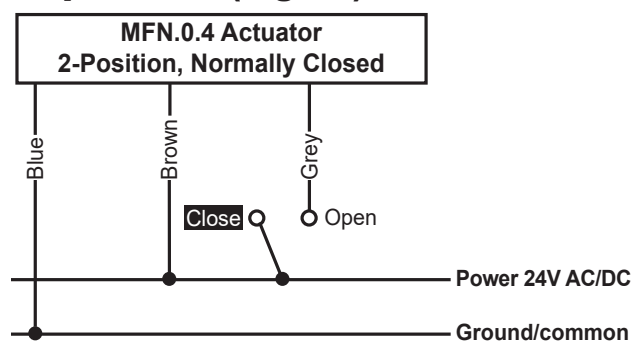 MFN.0.4 Actuator
2-Position, Normally Closed
Blue
Brown
Grey
Close
Open
Power 24V AC/DC
Ground/common